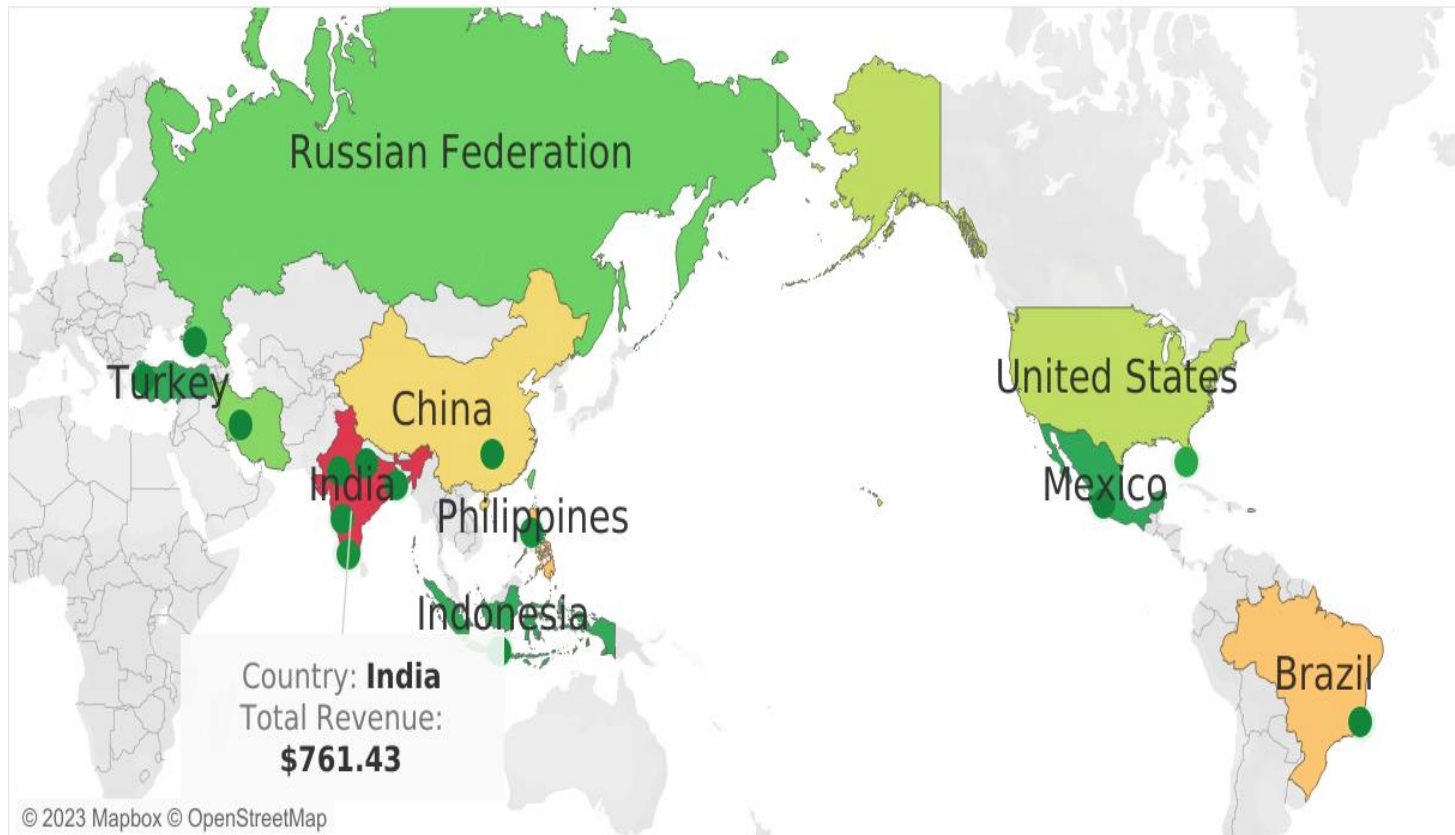 Russian Federation
Turkey
China
United States
India
Mexico
Philippines
Indonesia
Brazil
Country: India
Total Revenue:
$761.43
© 2023 Mapbox © OpenStreetMap